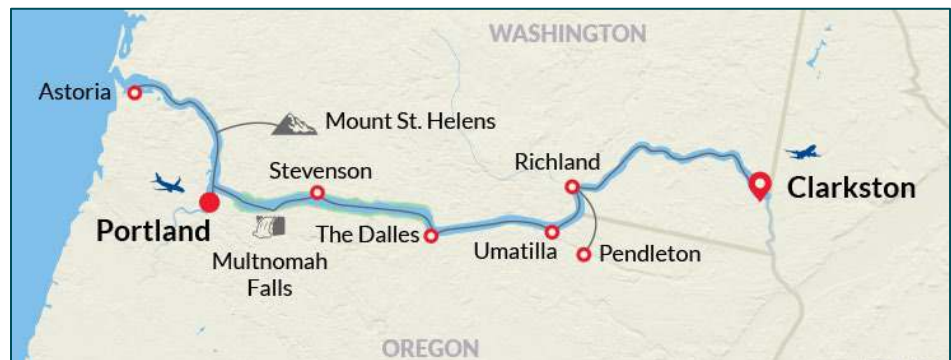 WASHINGTON
Astoria
Mount St. Helens
Stevenson
Richland
Clarkston
Portland
The Dalles
Umatilla
Pendleton
Multnomah
Falls
OREGON